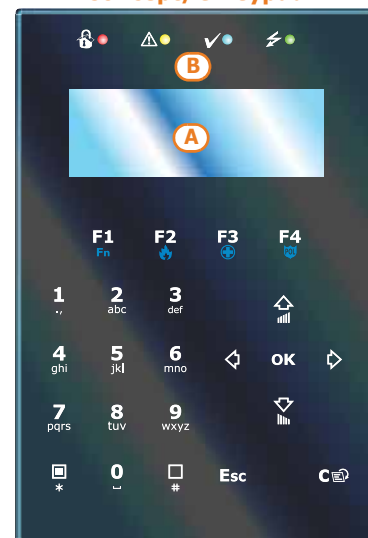 B
A
F1 F2 F3 F4
Fn
1 2 3
., abc def
4 5 6 OK
ghi jkl mno
7 8 9
pqrs tuv wxyz
0 Esc C
* ⎵ #